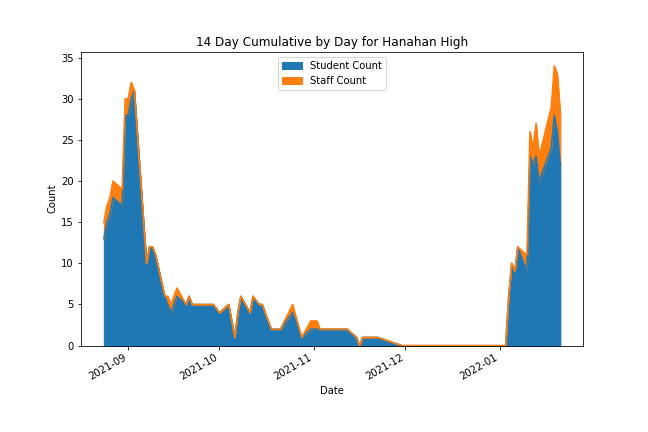 14 Day Cumulative by Day for Hanahan High
Student Count
Staff Count
35
30
25
20
15
10
5
0
Count
2021-09
2021-10
2021-11
2021-12
2022-01
Date